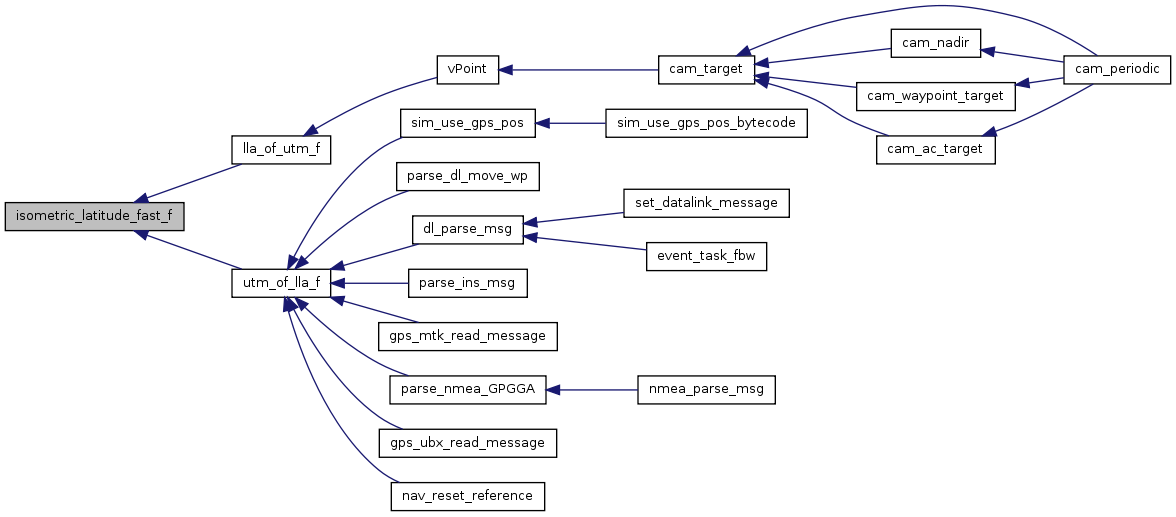 isometric_latitude_fast_f
lla_of_utm_f
vPoint
cam_target
cam_nadir
cam_periodic
cam_waypoint_target
cam_ac_target
utm_of_lla_f
sim_use_gps_pos
sim_use_gps_pos_bytecode
parse_dl_move_wp
dl_parse_msg
set_datalink_message
event_task_fbw
parse_ins_msg
gps_mtk_read_message
parse_nmea_GPGGA
nmea_parse_msg
gps_ubx_read_message
nav_reset_reference